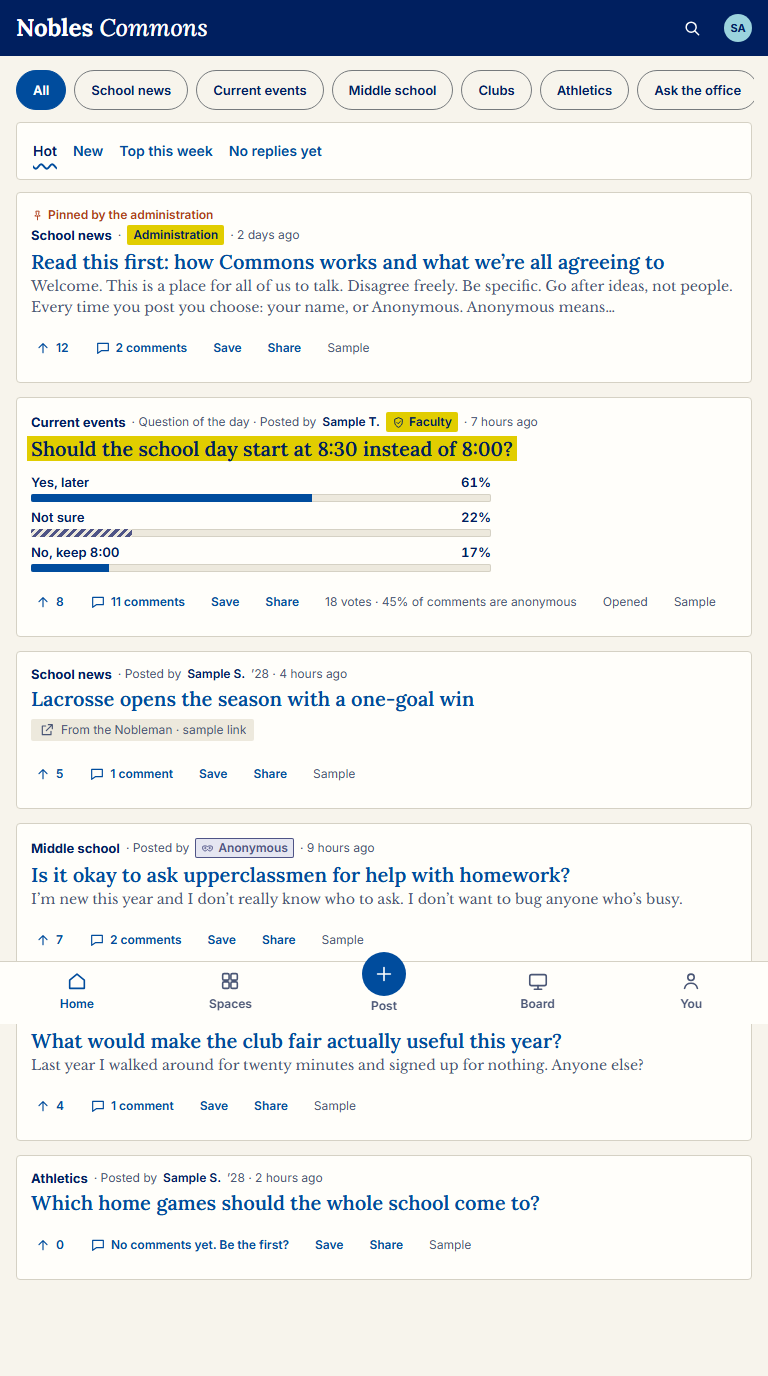 Nobles Commons
SA
All
School news
Current events
Middle school
Clubs
Athletics
Ask the office
Hot
New
Top this week
No replies yet
Pinned by the administration
School news · Administration · 2 days ago
Read this first: how Commons works and what we’re all agreeing to
Welcome. This is a place for all of us to talk. Disagree freely. Be specific. Go after ideas, not people.
Every time you post you choose: your name, or Anonymous. Anonymous means…
12 2 comments Save Share Sample
Current events · Question of the day · Posted by Sample T. Faculty · 7 hours ago
Should the school day start at 8:30 instead of 8:00?
Yes, later 61%
Not sure 22%
No, keep 8:00 17%
8 11 comments Save Share 18 votes · 45% of comments are anonymous Opened Sample
School news · Posted by Sample S. ’28 · 4 hours ago
Lacrosse opens the season with a one-goal win
From the Nobleman · sample link
5 1 comment Save Share Sample
Middle school · Posted by Anonymous · 9 hours ago
Is it okay to ask upperclassmen for help with homework?
I’m new this year and I don’t really know who to ask. I don’t want to bug anyone who’s busy.
7 2 comments Save Share Sample
Home
Spaces
Post
Board
You
What would make the club fair actually useful this year?
Last year I walked around for twenty minutes and signed up for nothing. Anyone else?
4 1 comment Save Share Sample
Athletics · Posted by Sample S. ’28 · 2 hours ago
Which home games should the whole school come to?
0 No comments yet. Be the first? Save Share Sample